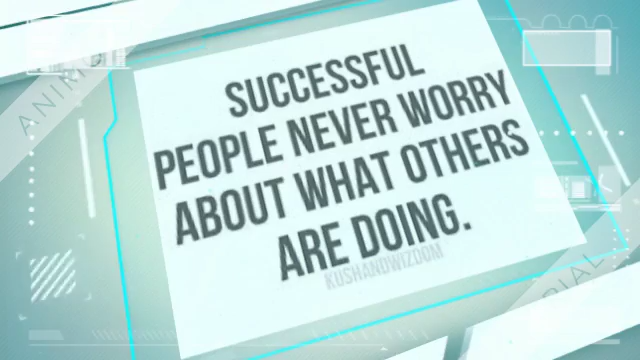 SUCCESSFUL
PEOPLE NEVER WORRY
ABOUT WHAT OTHERS
ARE DOING.
KUSHANDWIZDOM